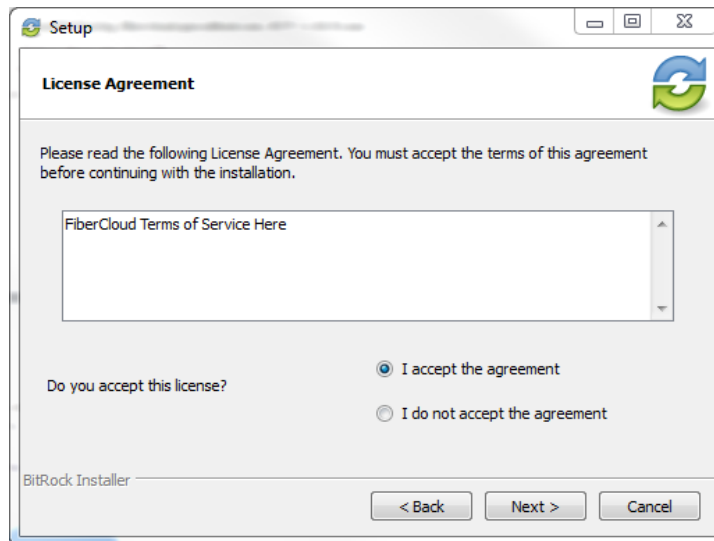 Setup
License Agreement
Please read the following License Agreement. You must accept the terms of this agreement
before continuing with the installation.
FiberCloud Terms of Service Here
Do you accept this license?
I accept the agreement
I do not accept the agreement
BitRock Installer
< Back
Next >
Cancel